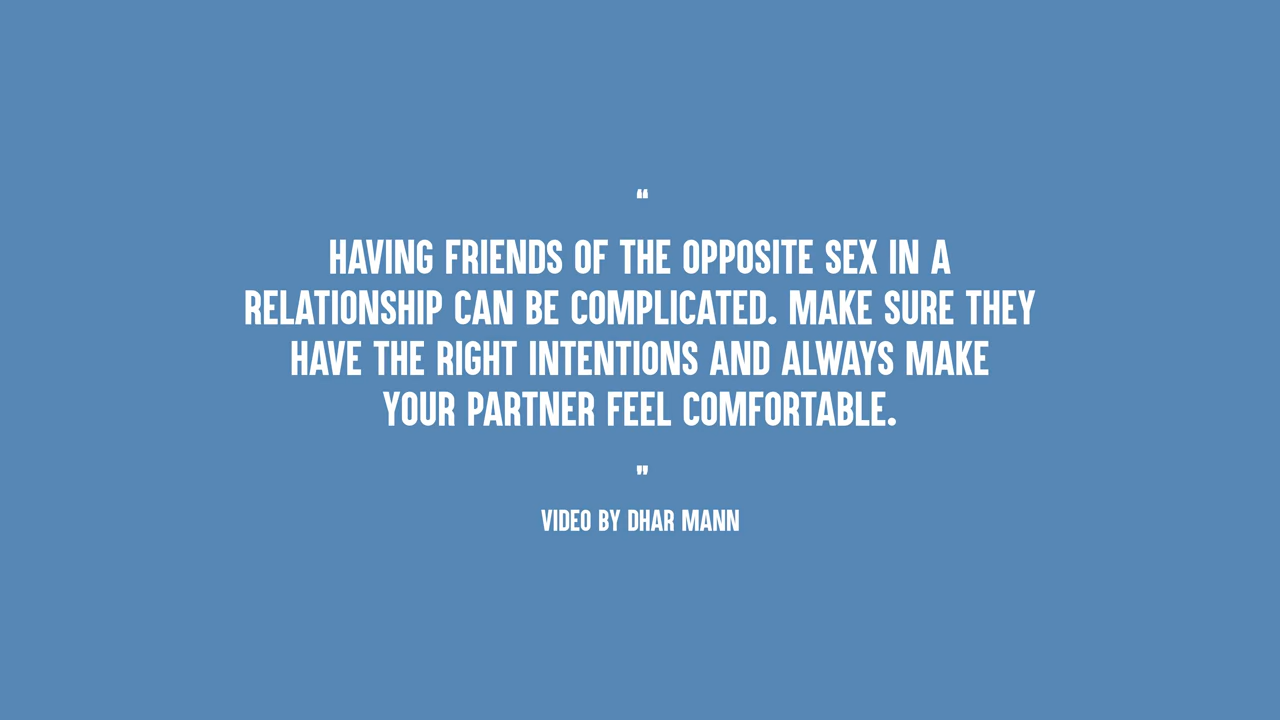 “
HAVING FRIENDS OF THE OPPOSITE SEX IN A
RELATIONSHIP CAN BE COMPLICATED. MAKE SURE THEY
HAVE THE RIGHT INTENTIONS AND ALWAYS MAKE
YOUR PARTNER FEEL COMFORTABLE.
”
VIDEO BY DHAR MANN